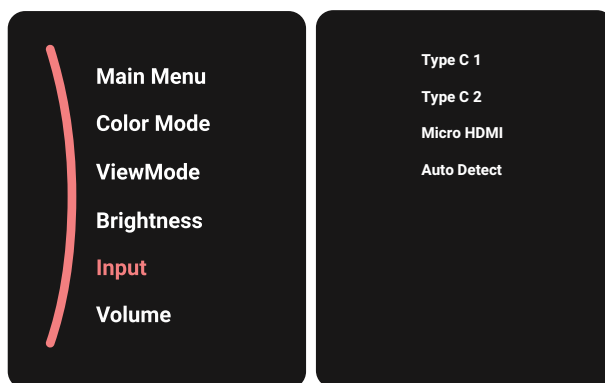 Main Menu
Color Mode
ViewMode
Brightness
Input
Volume
Type C 1
Type C 2
Micro HDMI
Auto Detect